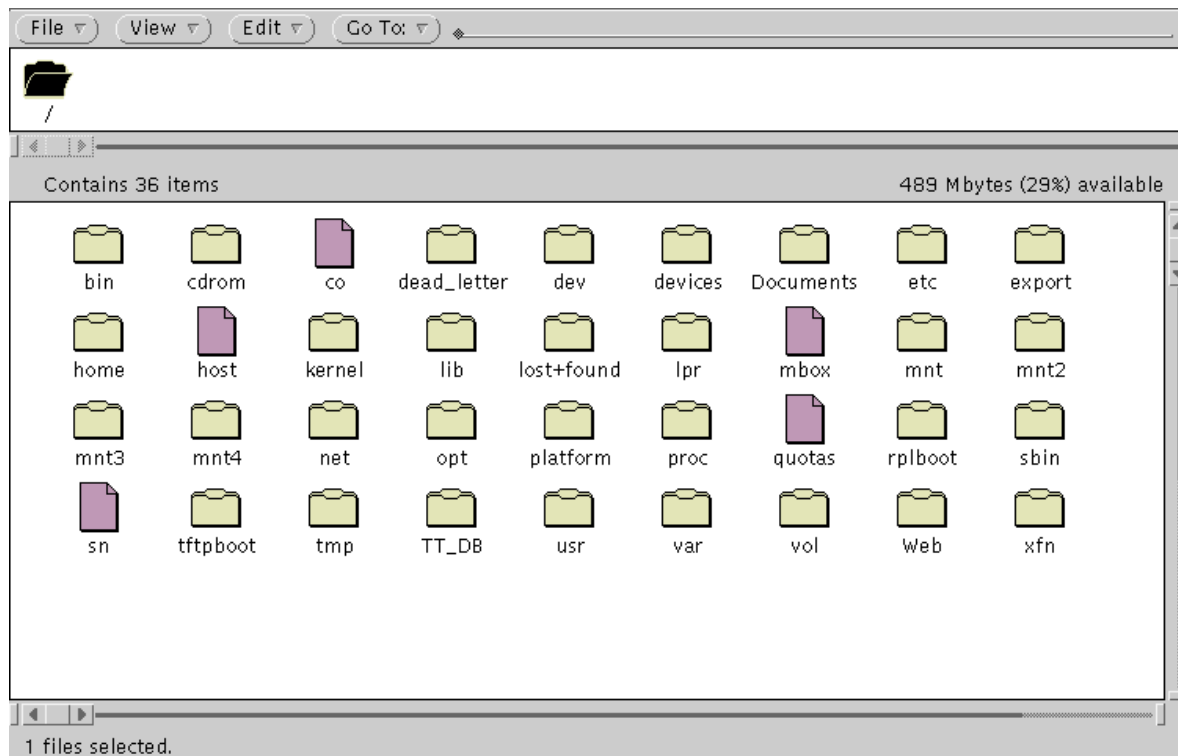 File View Edit Go To:
/
Contains 36 items 489 Mbytes (29%) available
bin cdrom co dead_letter dev devices Documents etc export
home host kernel lib lost+found lpr mbox mnt mnt2
mnt3 mnt4 net opt platform proc quotas rplboot sbin
sn tftpboot tmp TT_DB usr var vol Web xfn
1 files selected.